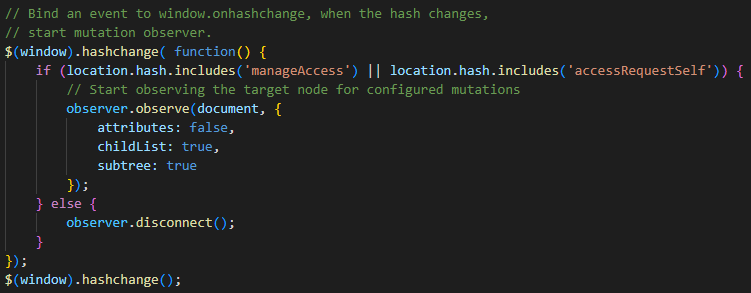 // Bind an event to window.onhashchange, when the hash changes,
// start mutation observer.
$(window).hashchange( function() {
    if (location.hash.includes('manageAccess') || location.hash.includes('accessRequestSelf')) {
        // Start observing the target node for configured mutations
        observer.observe(document, {
            attributes: false,
            childList: true,
            subtree: true
        });
    } else {
        observer.disconnect();
    }
});
$(window).hashchange();